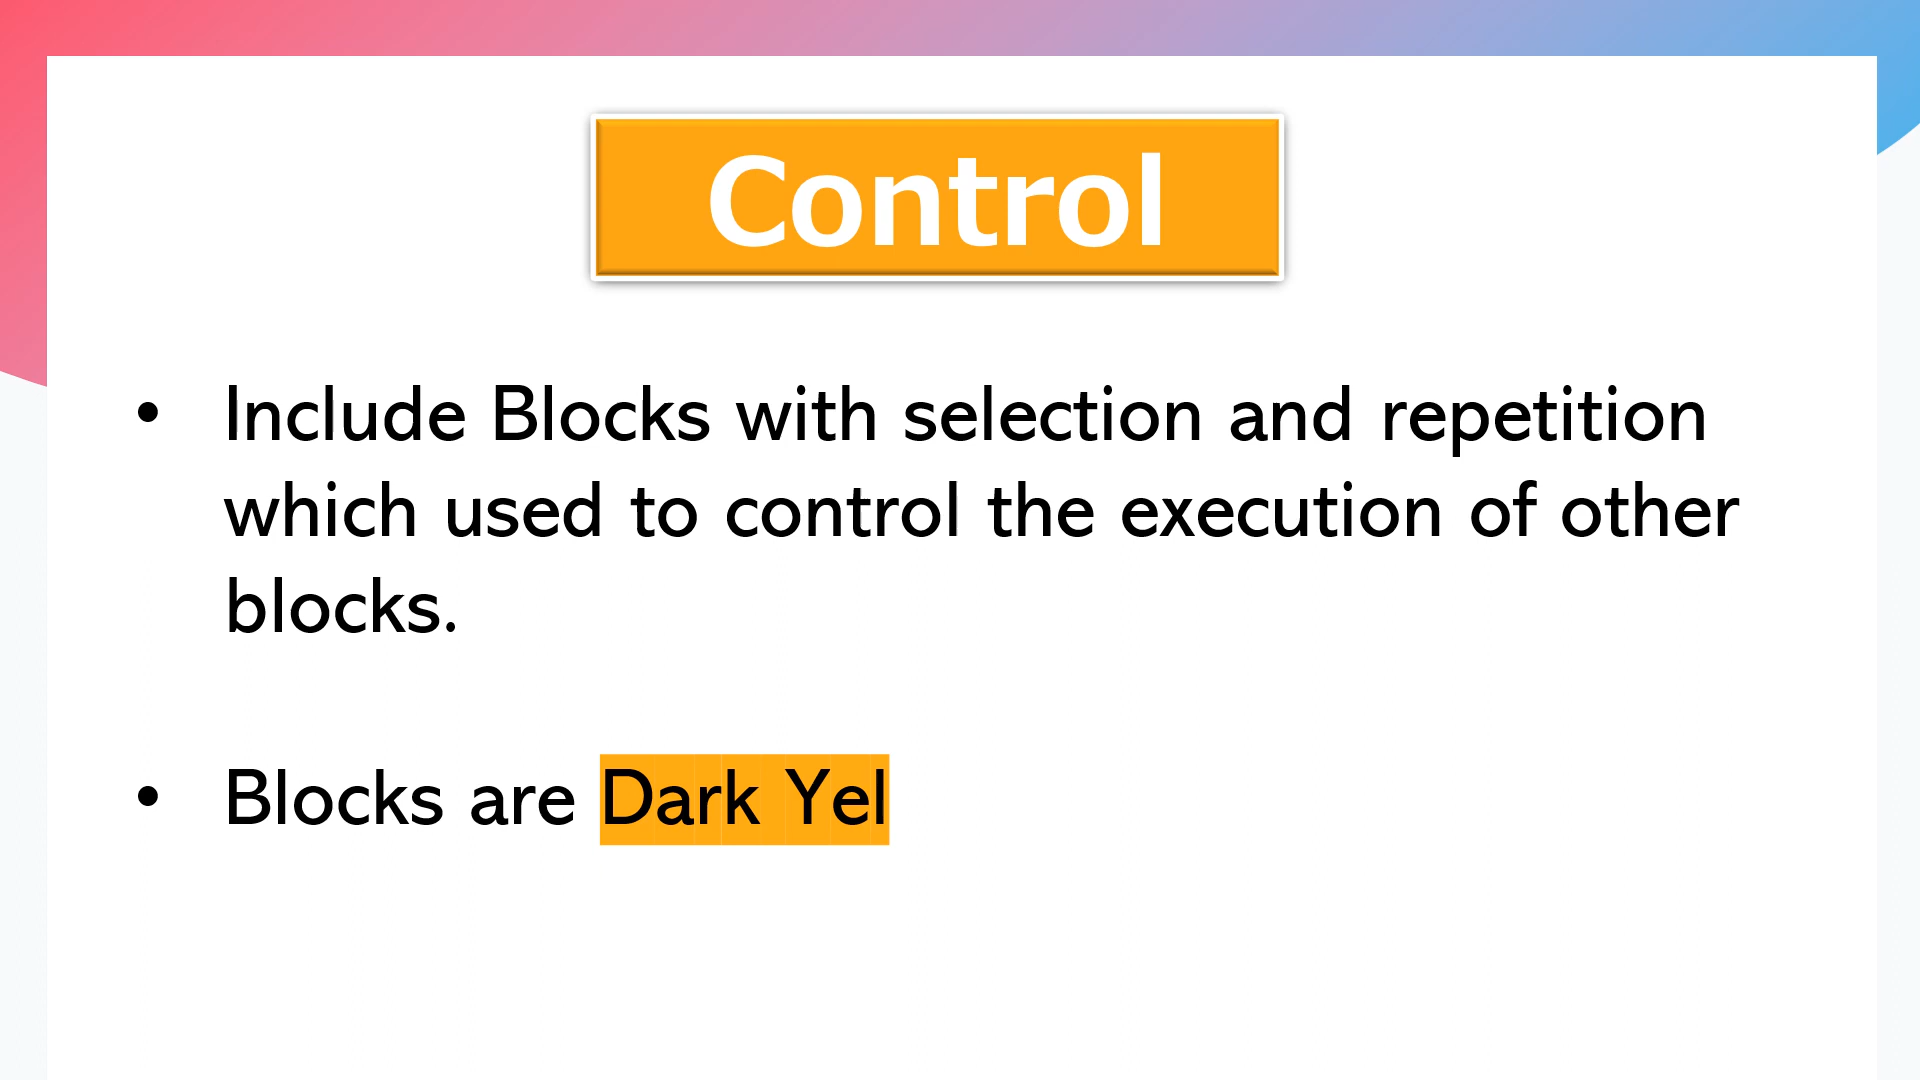 Control
• Include Blocks with selection and repetition
which used to control the execution of other
blocks.
• Blocks are Dark Yel